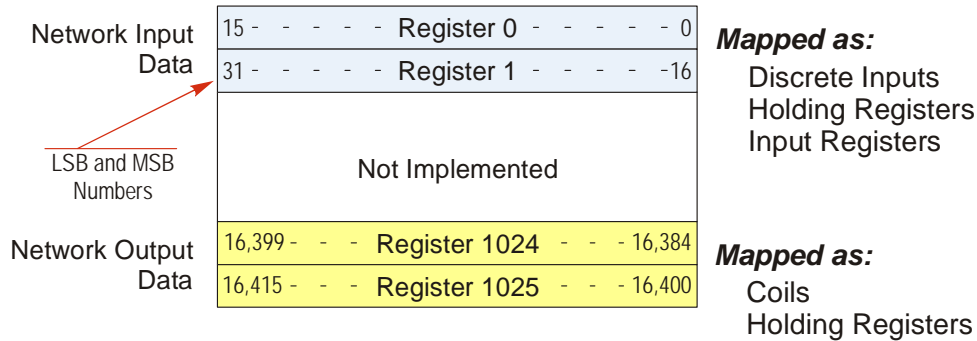 Network Input
Data
15 - - - - - Register 0 - - - - - 0
31 - - - - - Register 1 - - - - -16
Mapped as:
Discrete Inputs
Holding Registers
Input Registers
LSB and MSB
Numbers
Not Implemented
Network Output
Data
16,399 - - - Register 1024 - - - 16,384
16,415 - - - Register 1025 - - - 16,400
Mapped as:
Coils
Holding Registers